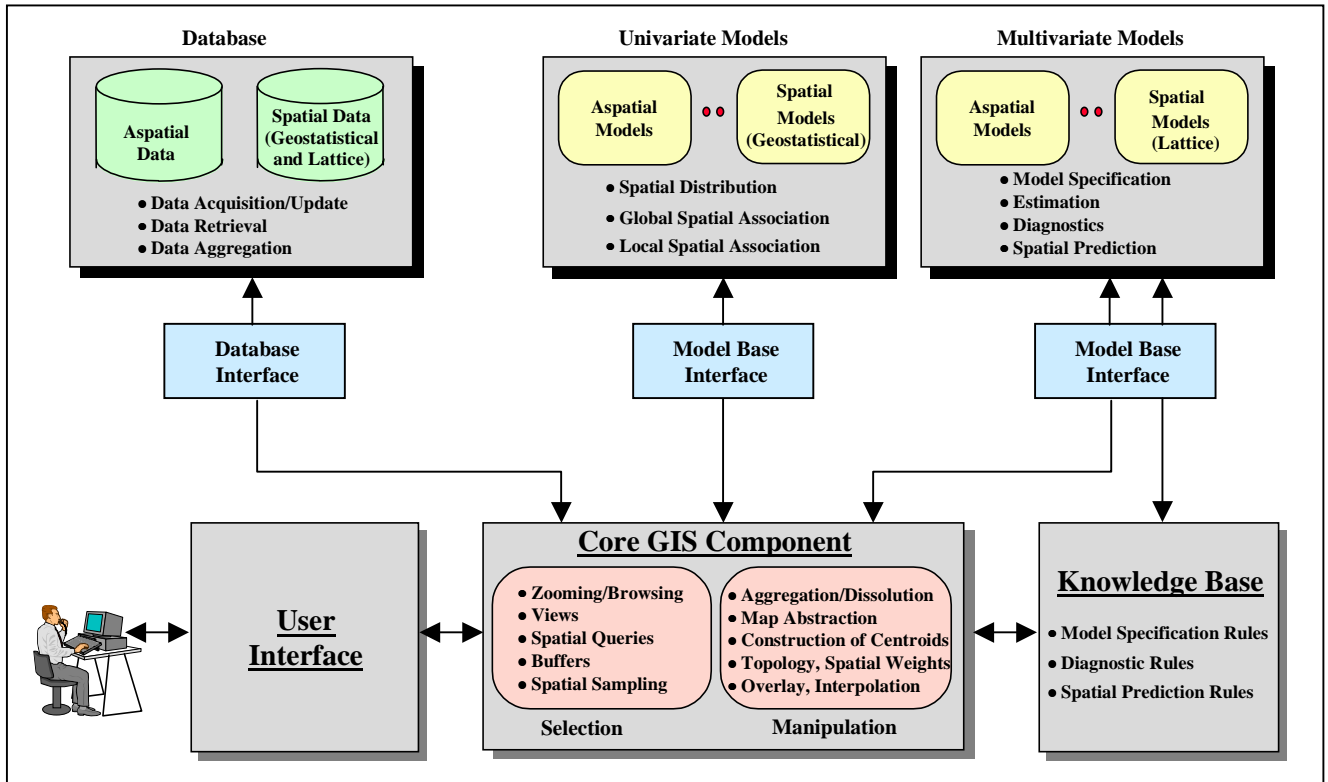 Database
Univariate Models
Multivariate Models
Aspatial
Data
Spatial Data
(Geostatistical
and Lattice)
• Data Acquisition/Update
• Data Retrieval
• Data Aggregation
Aspatial
Models
Spatial
Models
(Geostatistical)
• Spatial Distribution
• Global Spatial Association
• Local Spatial Association
Aspatial
Models
Spatial
Models
(Lattice)
• Model Specification
• Estimation
• Diagnostics
• Spatial Prediction
Database
Interface
Model Base
Interface
Model Base
Interface
User
Interface
Core GIS Component
• Zooming/Browsing
• Views
• Spatial Queries
• Buffers
• Spatial Sampling
Selection
• Aggregation/Dissolution
• Map Abstraction
• Construction of Centroids
• Topology, Spatial Weights
• Overlay, Interpolation
Manipulation
Knowledge Base
• Model Specification Rules
• Diagnostic Rules
• Spatial Prediction Rules